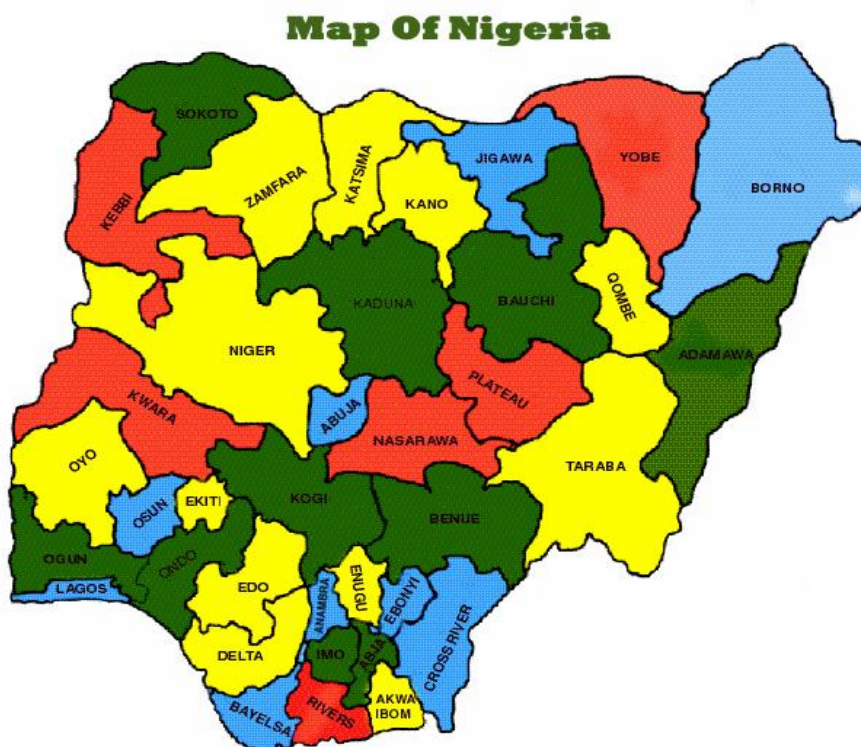 Map Of Nigeria
SOKOTO
KEBBI
ZAMFARA
KATSIMA
KANO
JIGAWA
YOBE
BORNO
KADUNA
BAUCHI
QOMBE
ADAMAWA
NIGER
ABUJA
PLATEAU
NASARAWA
TARABA
KWARA
OYO
OSUN
EKITI
KOGI
BENUE
OGUN
LAGOS
ONDO
EDO
DELTA
ANAMBRA
ENUGU
EBONYI
CROSS RIVER
IMO
ABJA
BAYELSA
RIVERS
AKWA
IBOM